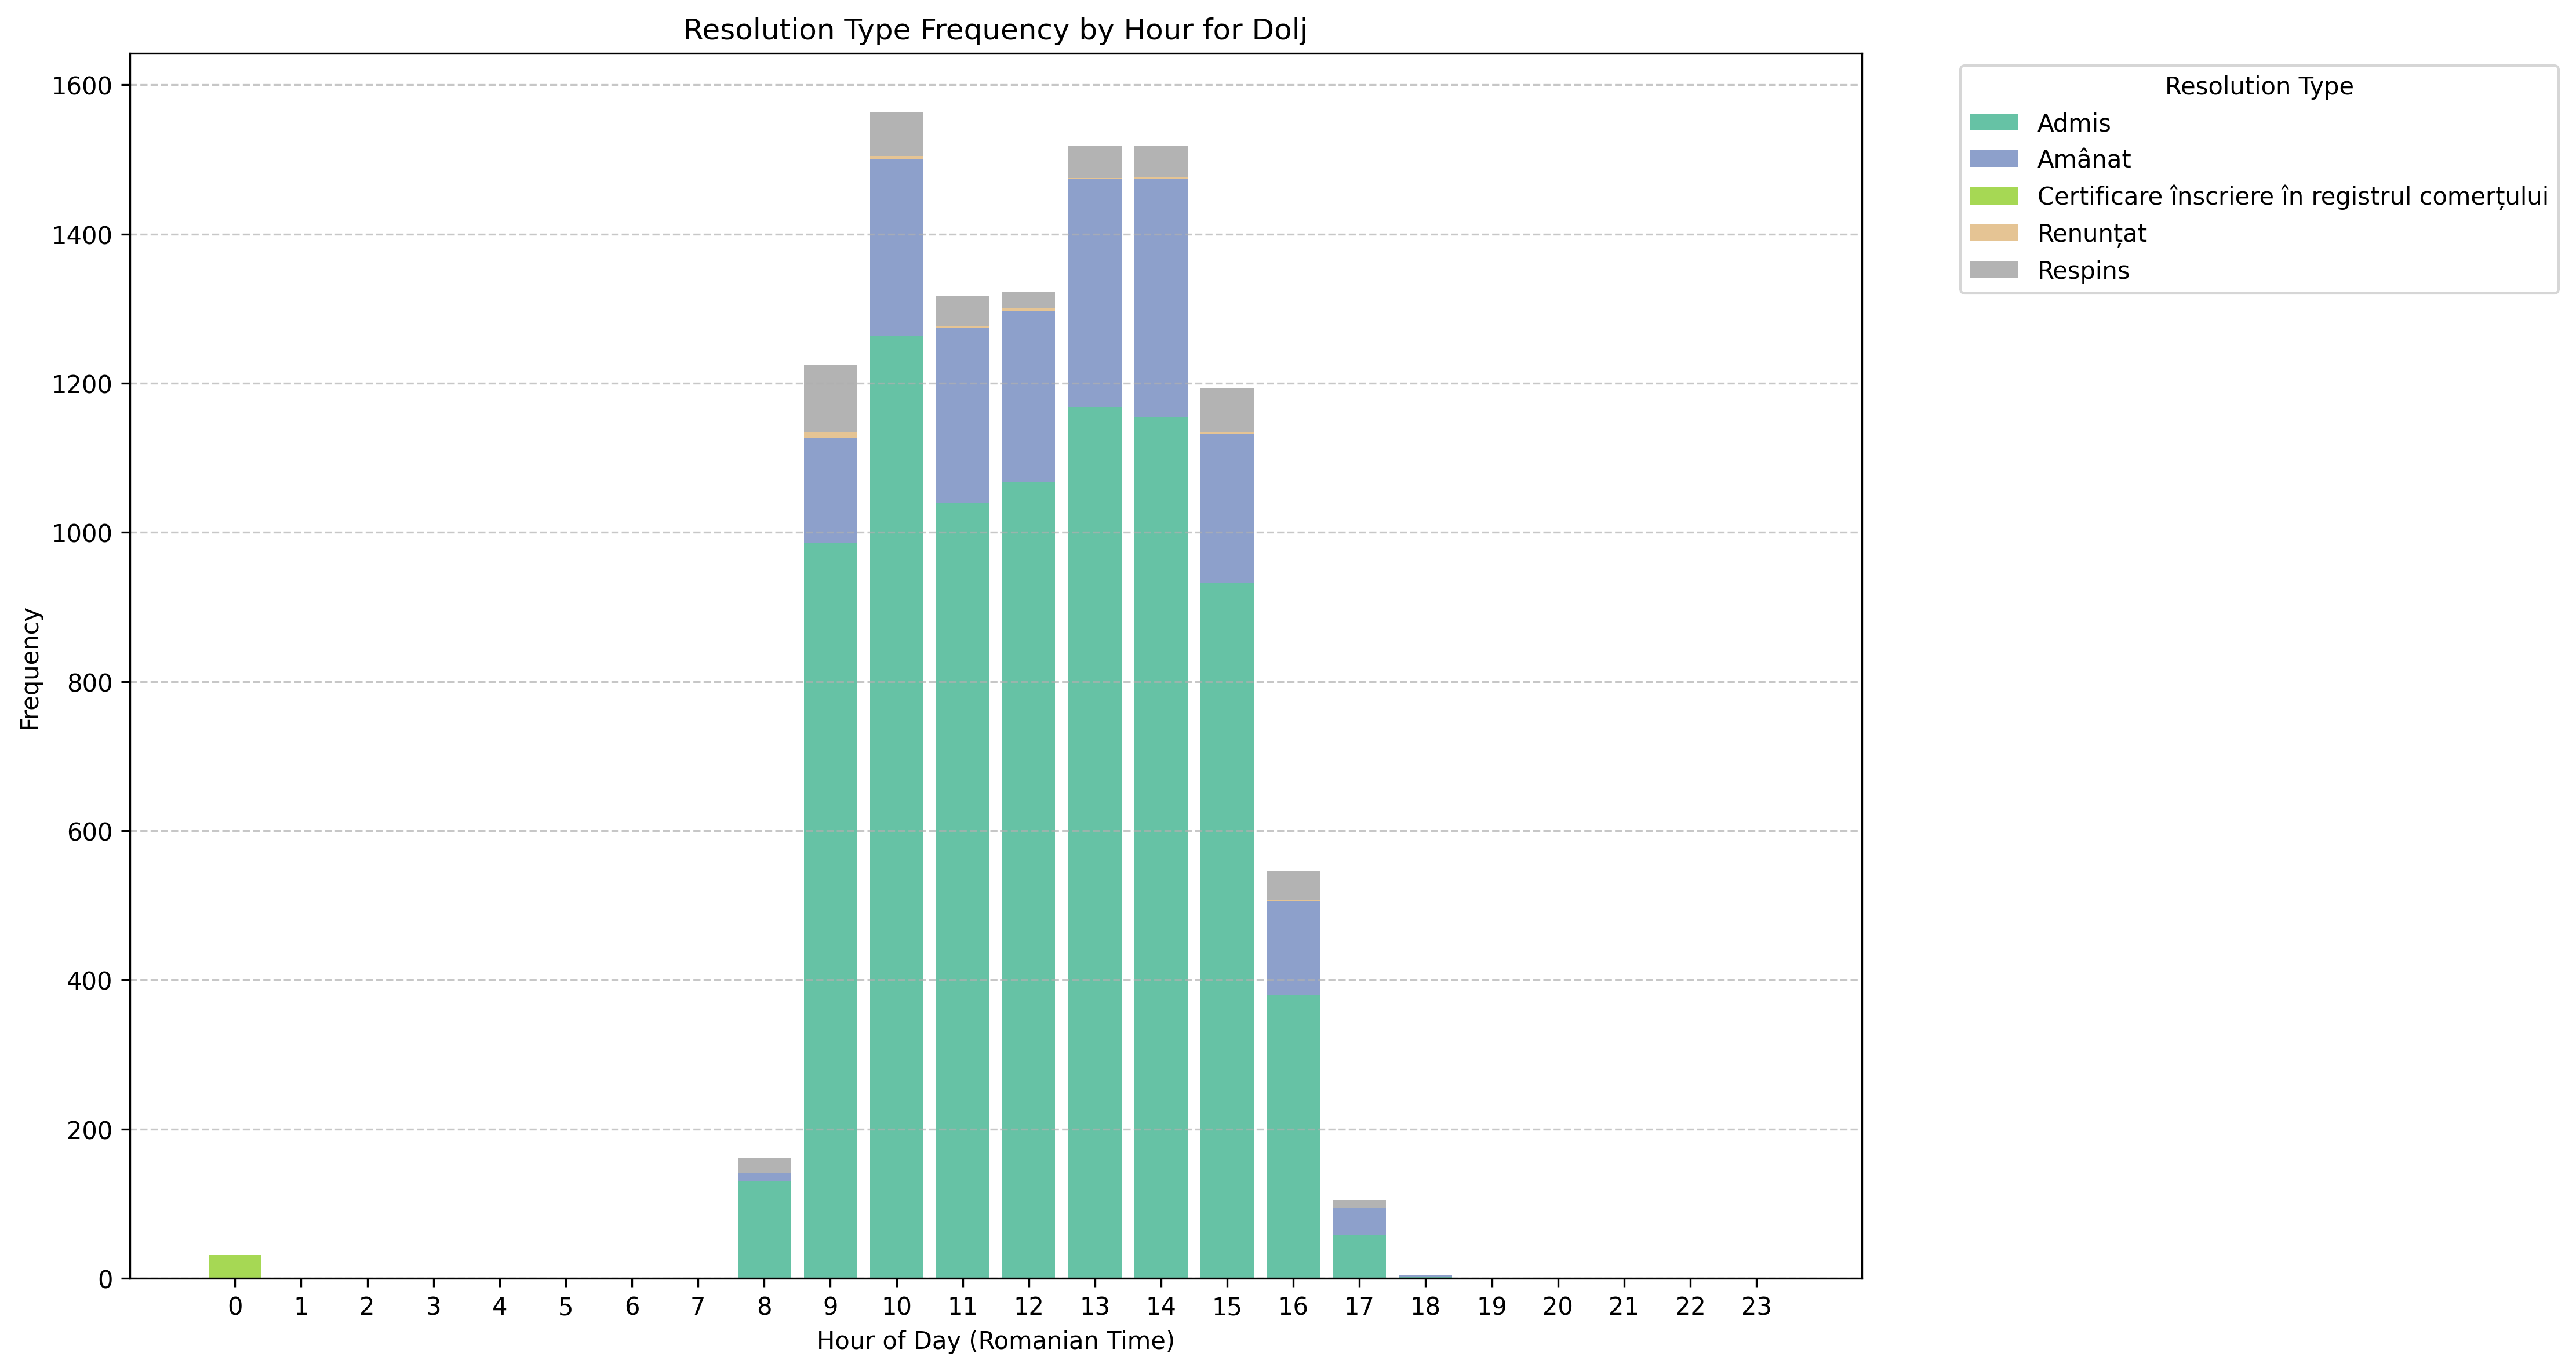 Resolution Type Frequency by Hour for Dolj
Resolution Type
Admis
Amânat
Certificare înscriere în registrul comerțului
Renunțat
Respins
Frequency
1600
1400
1200
1000
800
600
400
200
0
0 1 2 3 4 5 6 7 8 9 10 11 12 13 14 15 16 17 18 19 20 21 22 23
Hour of Day (Romanian Time)